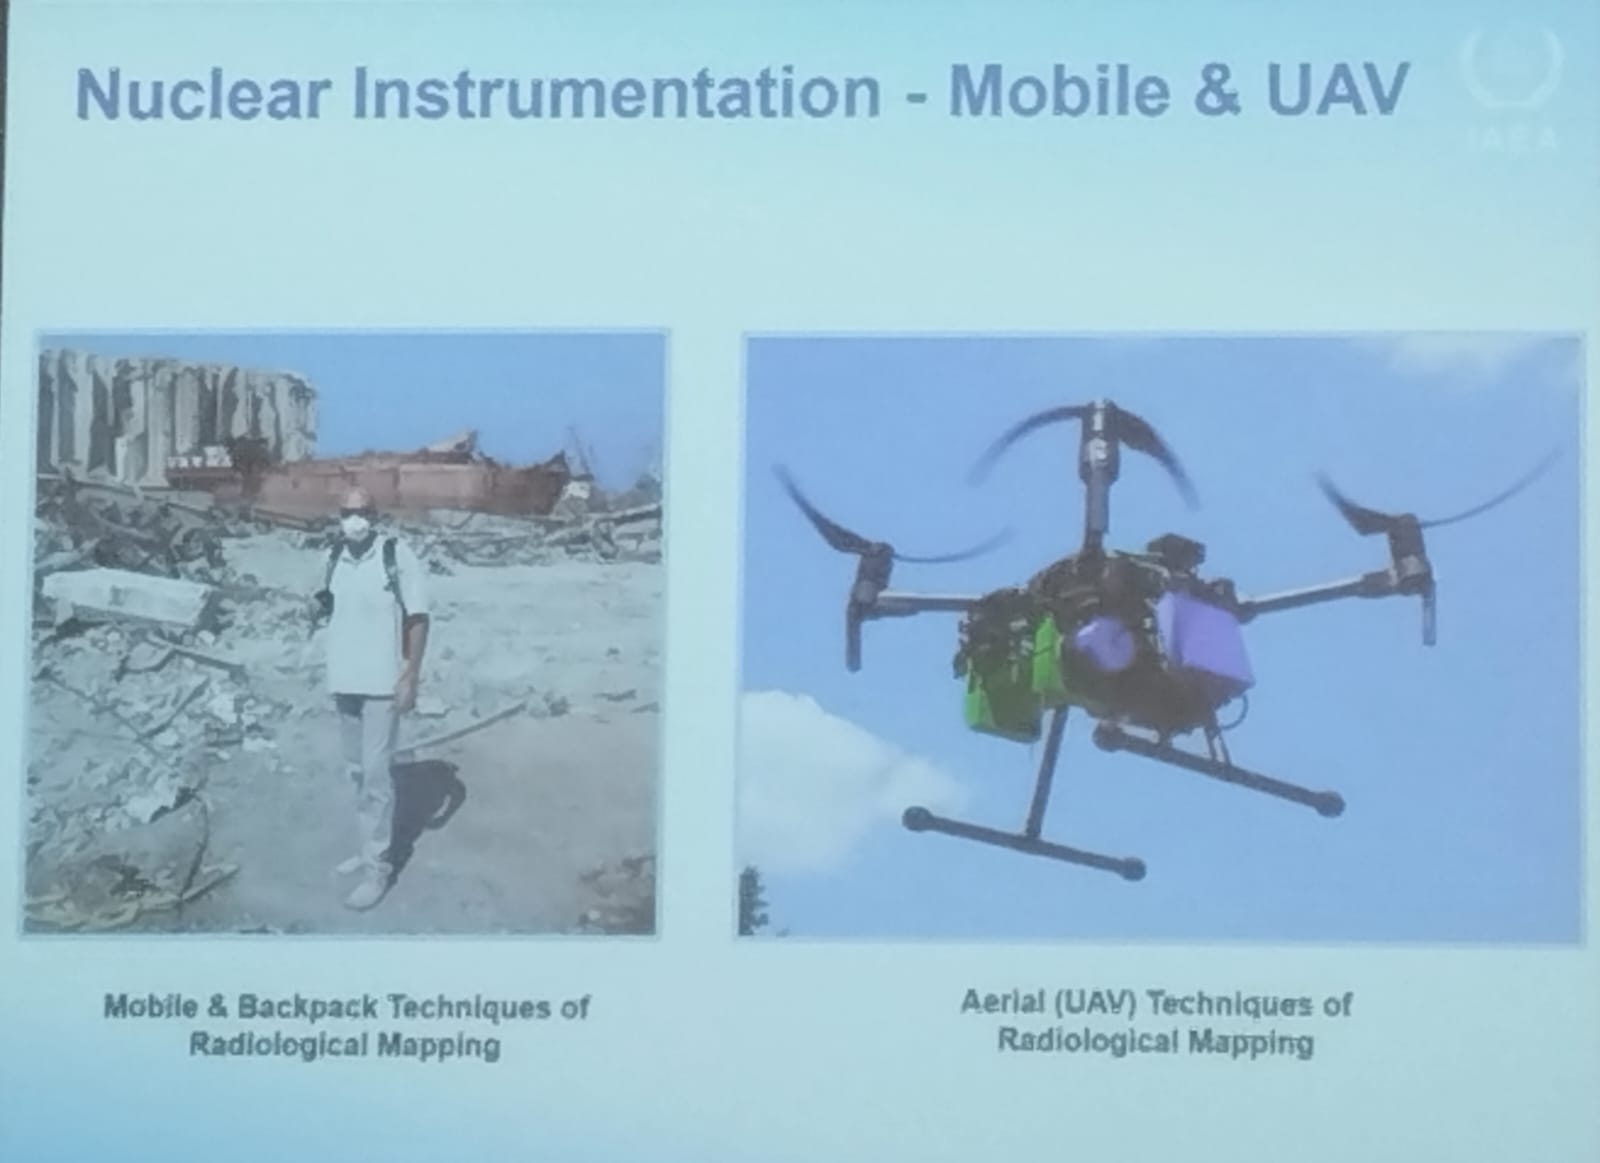 Nuclear Instrumentation - Mobile & UAV
IAEA
Mobile & Backpack Techniques of
Radiological Mapping
Aerial (UAV) Techniques of
Radiological Mapping